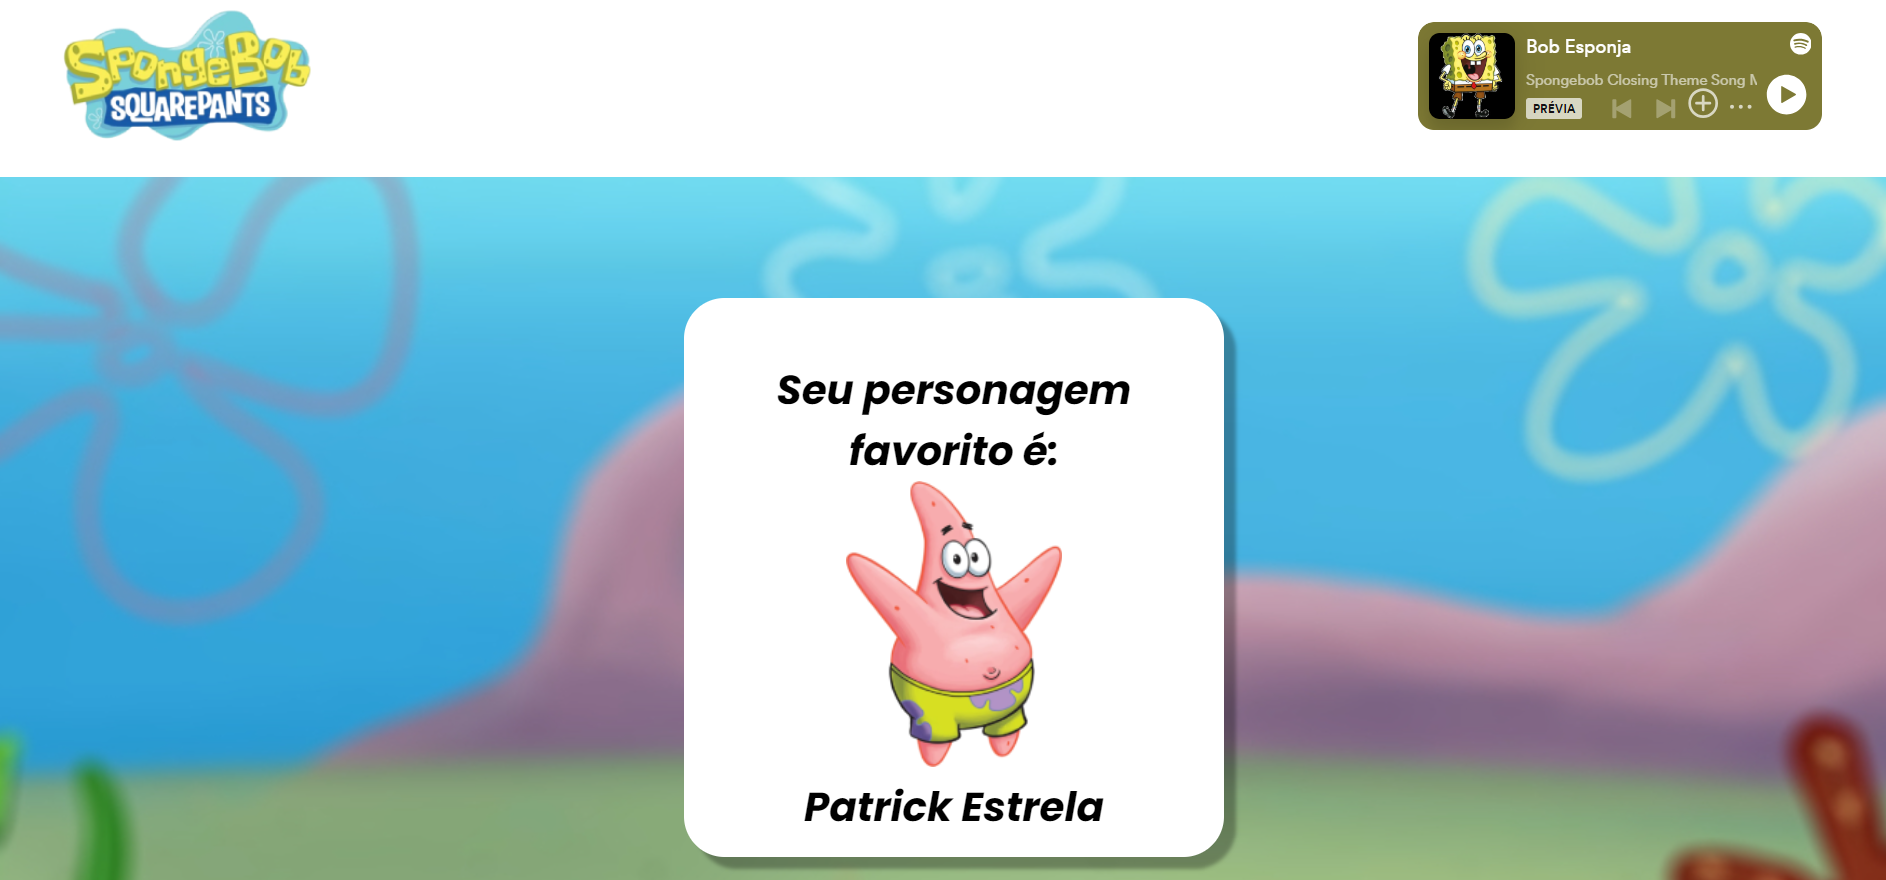 SpongeBob
SQUAREPANTS
Bob Esponja
Spongebob Closing Theme Song
PRÉVIA
Seu personagem
favorito é:
Patrick Estrela